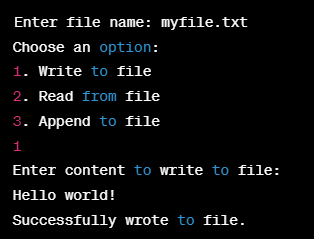 Enter file name: myfile.txt
Choose an option:
1. Write to file
2. Read from file
3. Append to file
1
Enter content to write to file:
Hello world!
Successfully wrote to file.